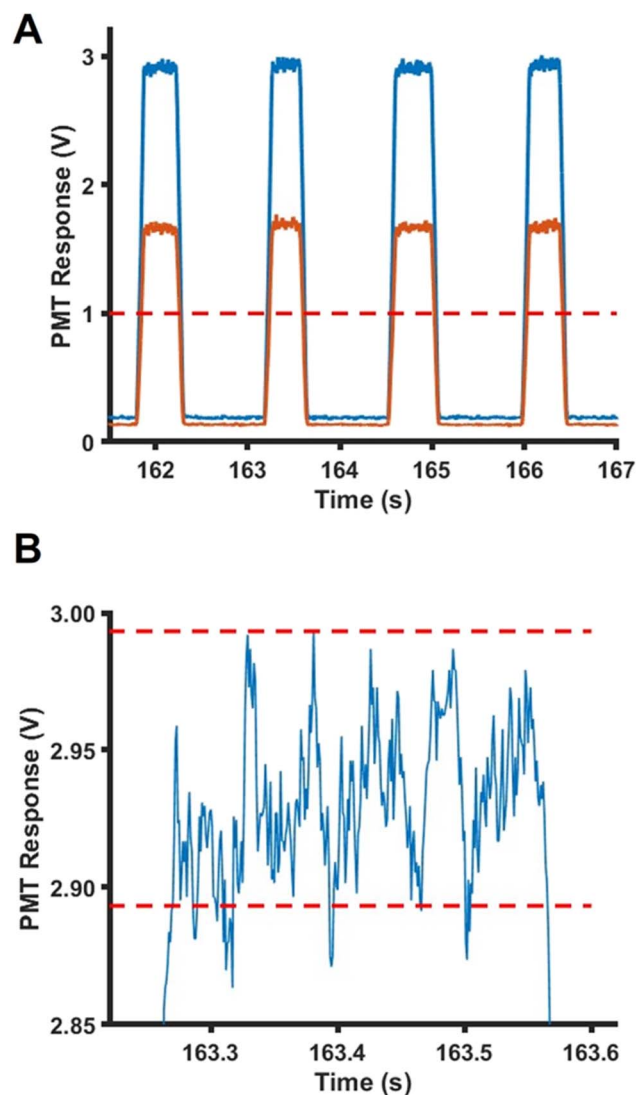 A
PMT Response (V)
3
2
1
0
162 163 164 165 166 167
Time (s)
B
PMT Response (V)
3.00
2.95
2.90
2.85
163.3 163.4 163.5 163.6
Time (s)